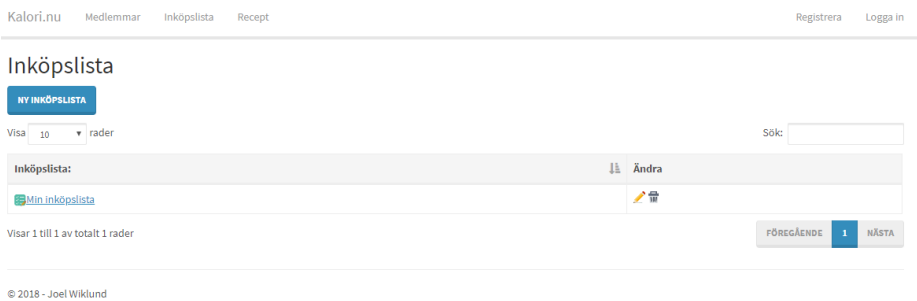 Kalori.nu Medlemmar Inköpslista Recept Registrera Logga in
Inköpslista
NY INKÖPSLISTA
Visa 10 rader Sök:
Inköpslista: Ändra
Min inköpslista
Visar 1 till 1 av totalt 1 rader FÖREGÅENDE 1 NÄSTA
© 2018 - Joel Wiklund